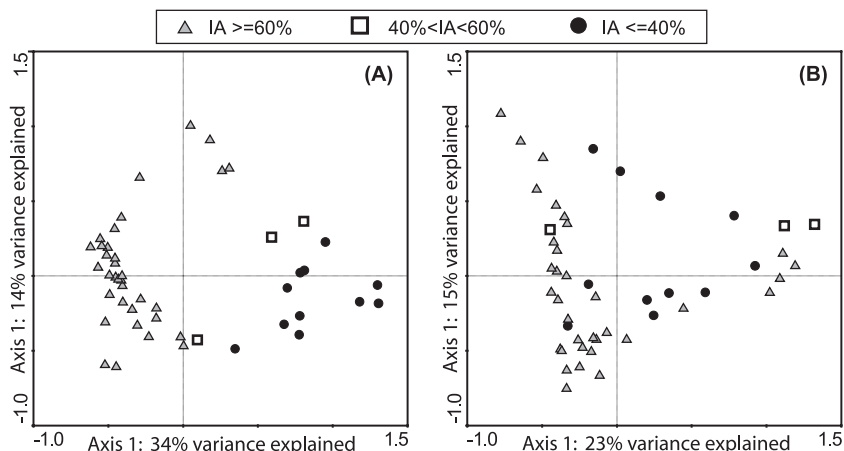 IA >=60% 40%<IA<60% IA <=40%
(A)
1.5
Axis 1: 14% variance explained
-1.0
-1.0 Axis 1: 34% variance explained 1.5
(B)
1.5
Axis 1: 15% variance explained
-1.0
-1.0 Axis 1: 23% variance explained 1.5